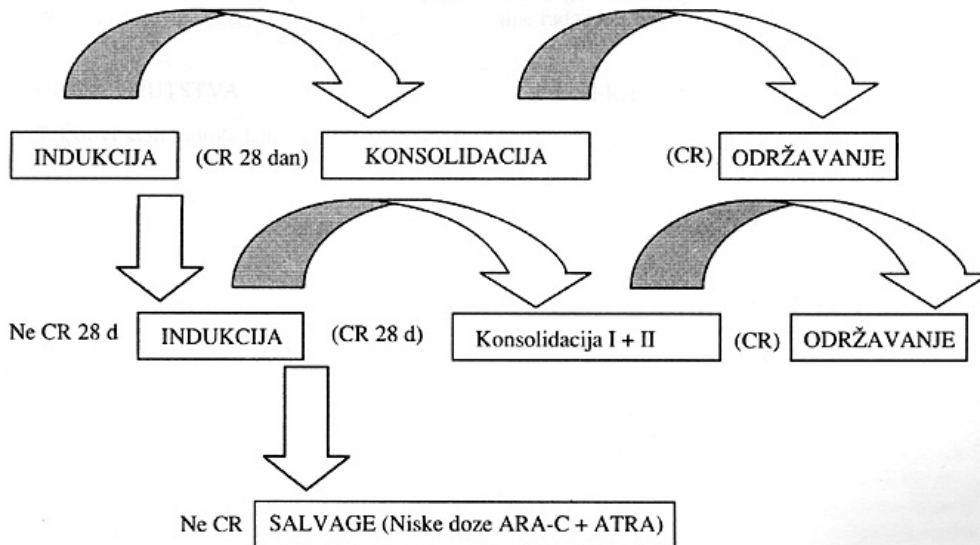 INDUKCIJA (CR 28 dan) KONSOLIDACIJA (CR) ODRŽAVANJE
Ne CR 28 d INDUKCIJA (CR 28 d) Konsolidacija I + II (CR) ODRŽAVANJE
Ne CR SALVAGE (Niske doze ARA-C + ATRA)